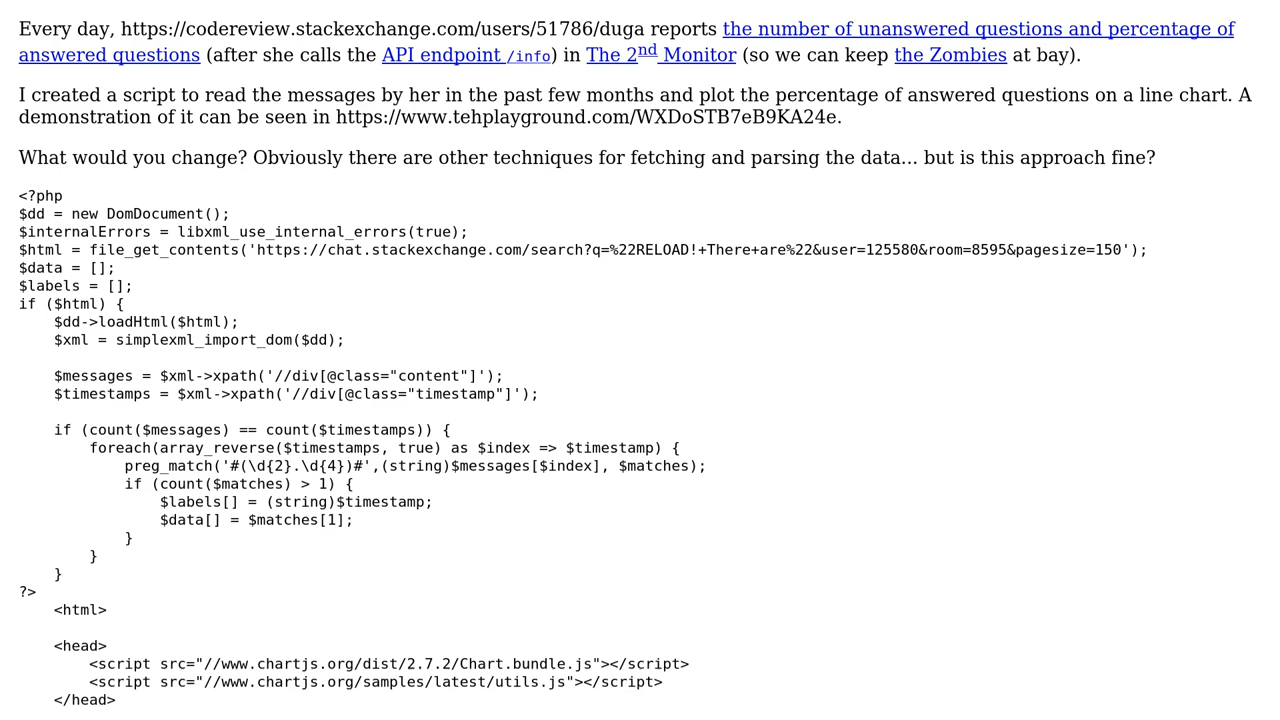 Every day, https://codereview.stackexchange.com/users/51786/duga reports the number of unanswered questions and percentage of
answered questions (after she calls the API endpoint /info) in The 2nd Monitor (so we can keep the Zombies at bay).
I created a script to read the messages by her in the past few months and plot the percentage of answered questions on a line chart. A
demonstration of it can be seen in https://www.tehplayground.com/WXDoSTB7eB9KA24e.
What would you change? Obviously there are other techniques for fetching and parsing the data... but is this approach fine?
<?php
$dd = new DomDocument();
$internalErrors = libxml_use_internal_errors(true);
$html = file_get_contents('https://chat.stackexchange.com/search?q=%22RELOAD!+There+are%22&user=125580&room=8595&pagesize=150');
$data = [];
$labels = [];
if ($html) {
    $dd->loadHtml($html);
    $xml = simplexml_import_dom($dd);

    $messages = $xml->xpath('//div[@class="content"]');
    $timestamps = $xml->xpath('//div[@class="timestamp"]');

    if (count($messages) == count($timestamps)) {
        foreach(array_reverse($timestamps, true) as $index => $timestamp) {
            preg_match('#(\d{2}.\d{4})#',(string)$messages[$index], $matches);
            if (count($matches) > 1) {
                $labels[] = (string)$timestamp;
                $data[] = $matches[1];
            }
        }
    }
?>
    <html>

    <head>
        <script src="//www.chartjs.org/dist/2.7.2/Chart.bundle.js"></script>
        <script src="//www.chartjs.org/samples/latest/utils.js"></script>
    </head>